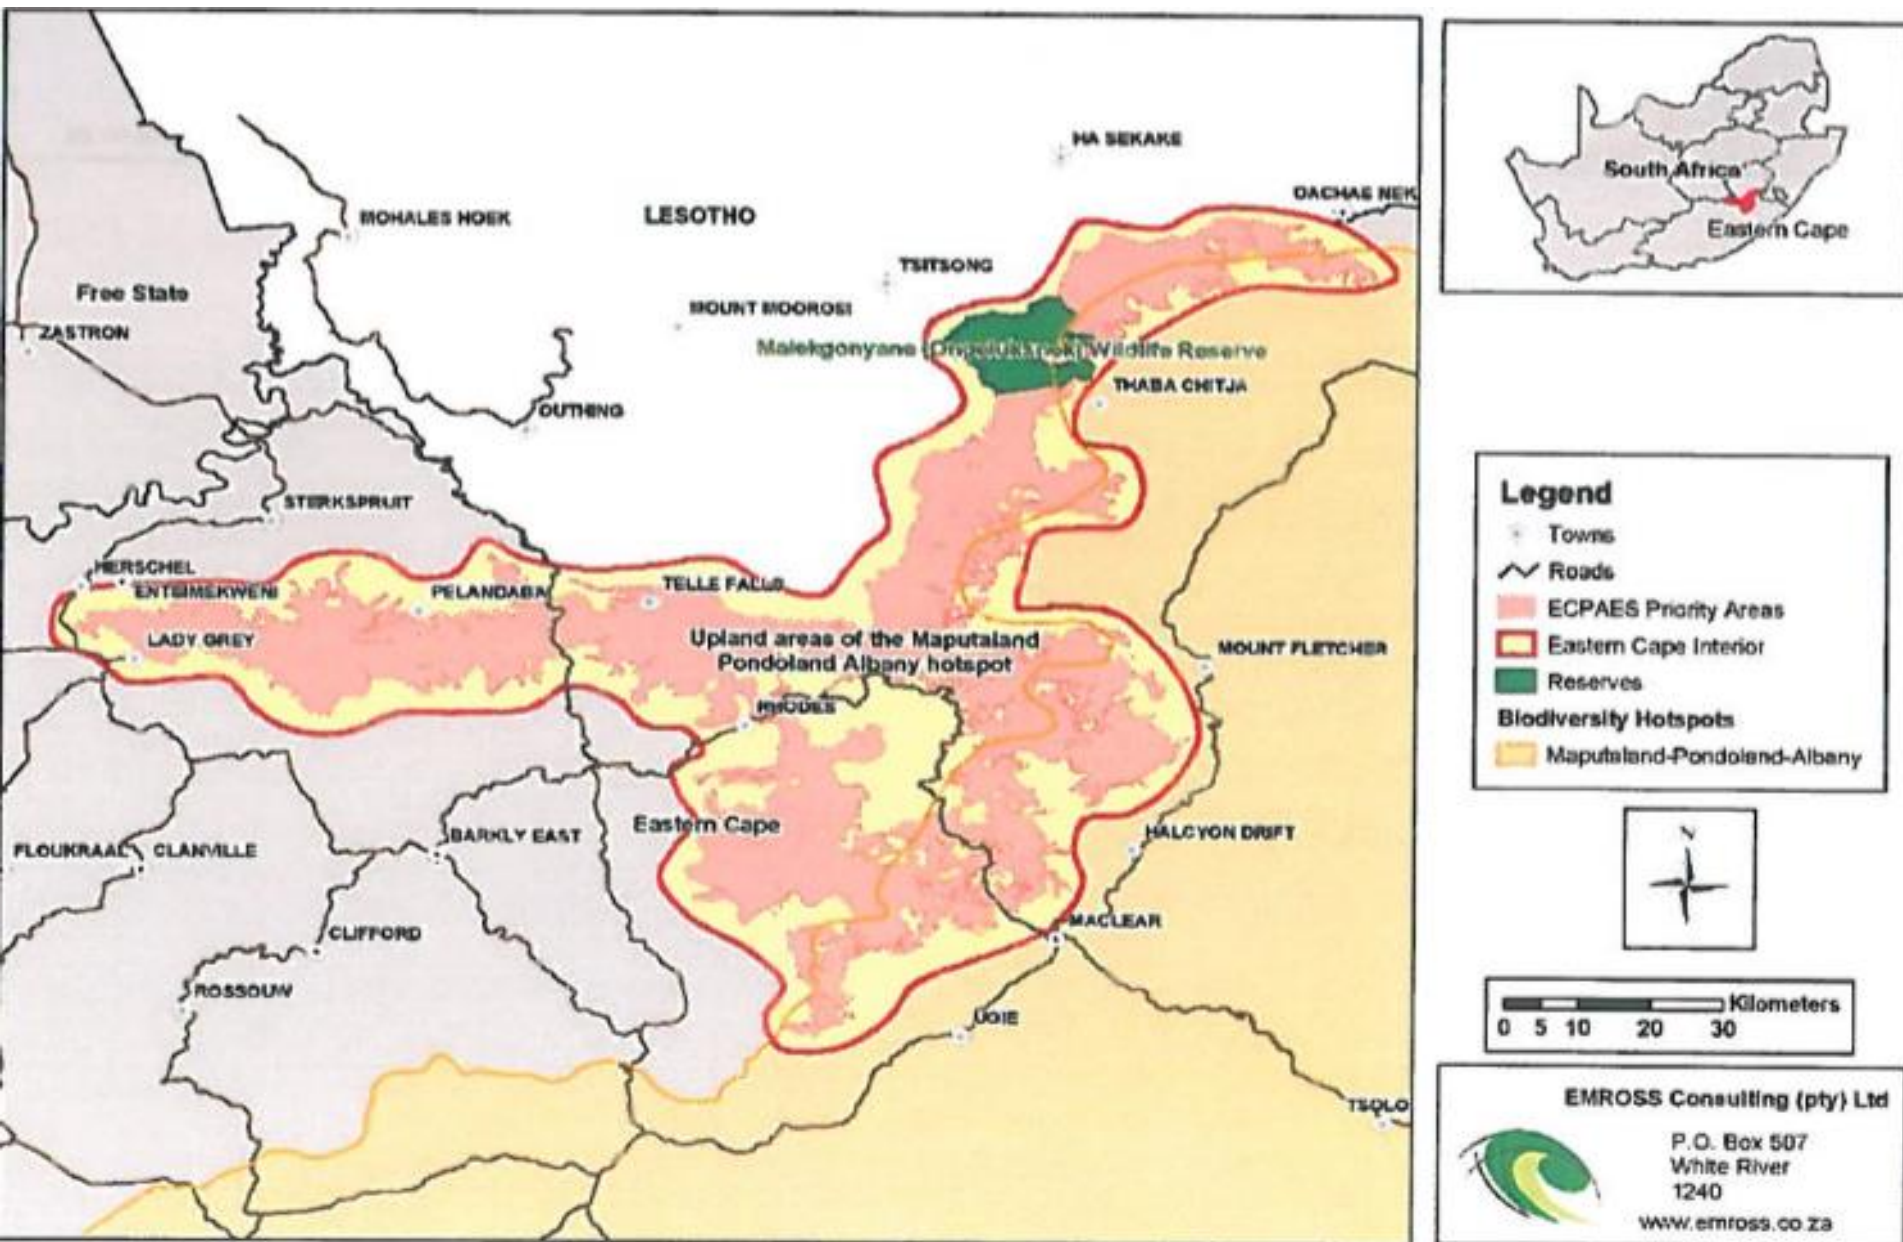 HA SEKAKE
QACHAS NEK
MOHALES HOEK
LESOTHO
TSITSONG
Free State
MOUNT MOOROSI
ZASTRON
Malekgonyane (Ongeluksnek) Wildlife Reserve
THABA CHITJA
QUTHING
STERKSPRUIT
HERSCHEL
ENTSIMEKWENI
PELANDABA
TELLE FALLS
LADY GREY
Upland areas of the Maputaland
Pondoland Albany hotspot
MOUNT FLETCHER
RHODES
Eastern Cape
BARKLY EAST
HALCYON DRIFT
FLOUKRAAL
CLANVILLE
MACLEAR
CLIFFORD
ROSSOUW
UGIE
TSOLO
South Africa
Eastern Cape
Legend
Towns
Roads
ECPAES Priority Areas
Eastern Cape Interior
Reserves
Biodiversity Hotspots
Maputaland-Pondoland-Albany
N
Kilometers
0 5 10 20 30
EMROSS Consulting (pty) Ltd
P.O. Box 507
White River
1240
www.emross.co.za